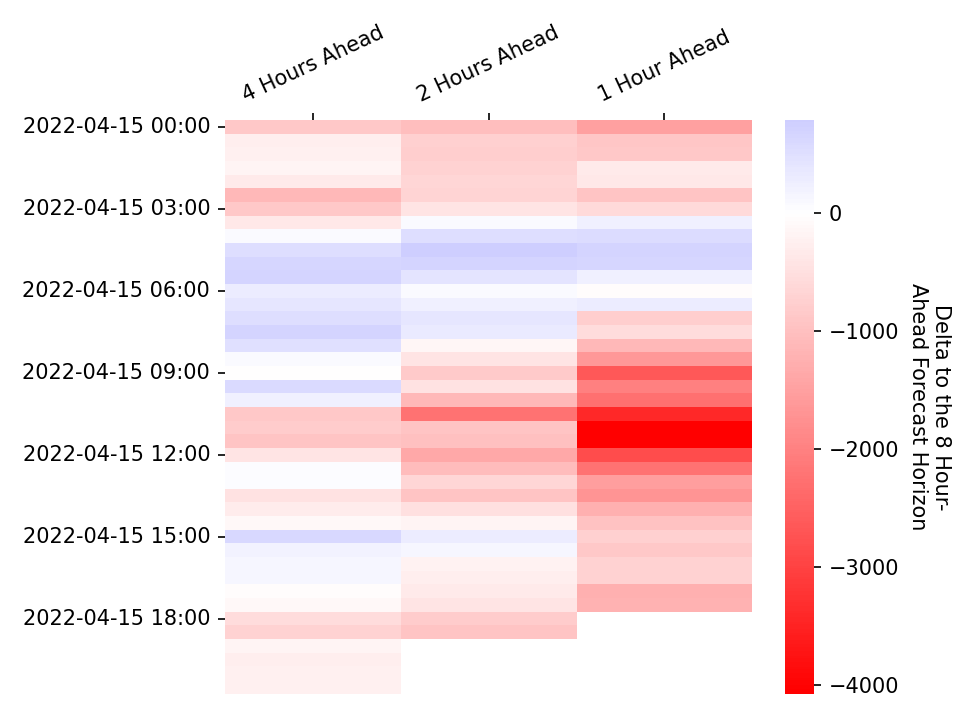 4 Hours Ahead
2 Hours Ahead
1 Hour Ahead
2022-04-15 00:00
2022-04-15 03:00
2022-04-15 06:00
2022-04-15 09:00
2022-04-15 12:00
2022-04-15 15:00
2022-04-15 18:00
0
−1000
−2000
−3000
−4000
Delta to the 8 Hour-
Ahead Forecast Horizon